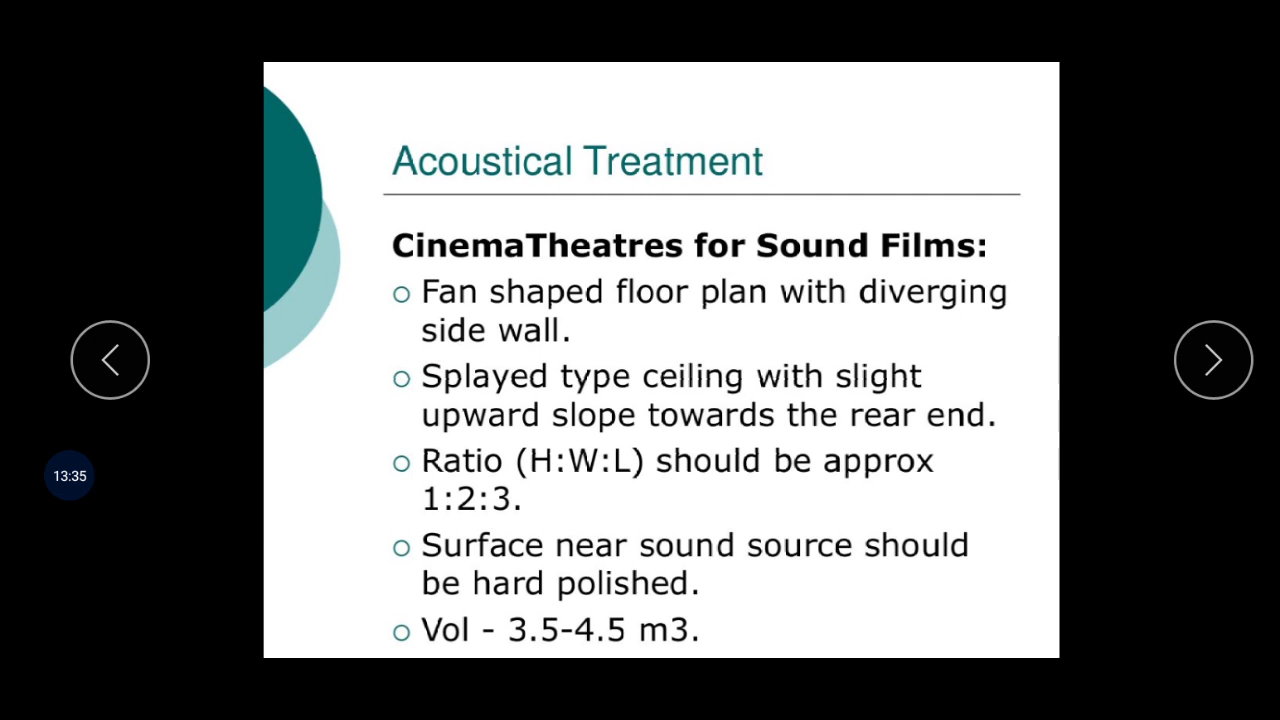 Acoustical Treatment
CinemaTheatres for Sound Films:
Fan shaped floor plan with diverging
side wall.
Splayed type ceiling with slight
upward slope towards the rear end.
Ratio (H:W:L) should be approx
1:2:3.
13:35
Surface near sound source should
be hard polished.
Vol - 3.5-4.5 m3.